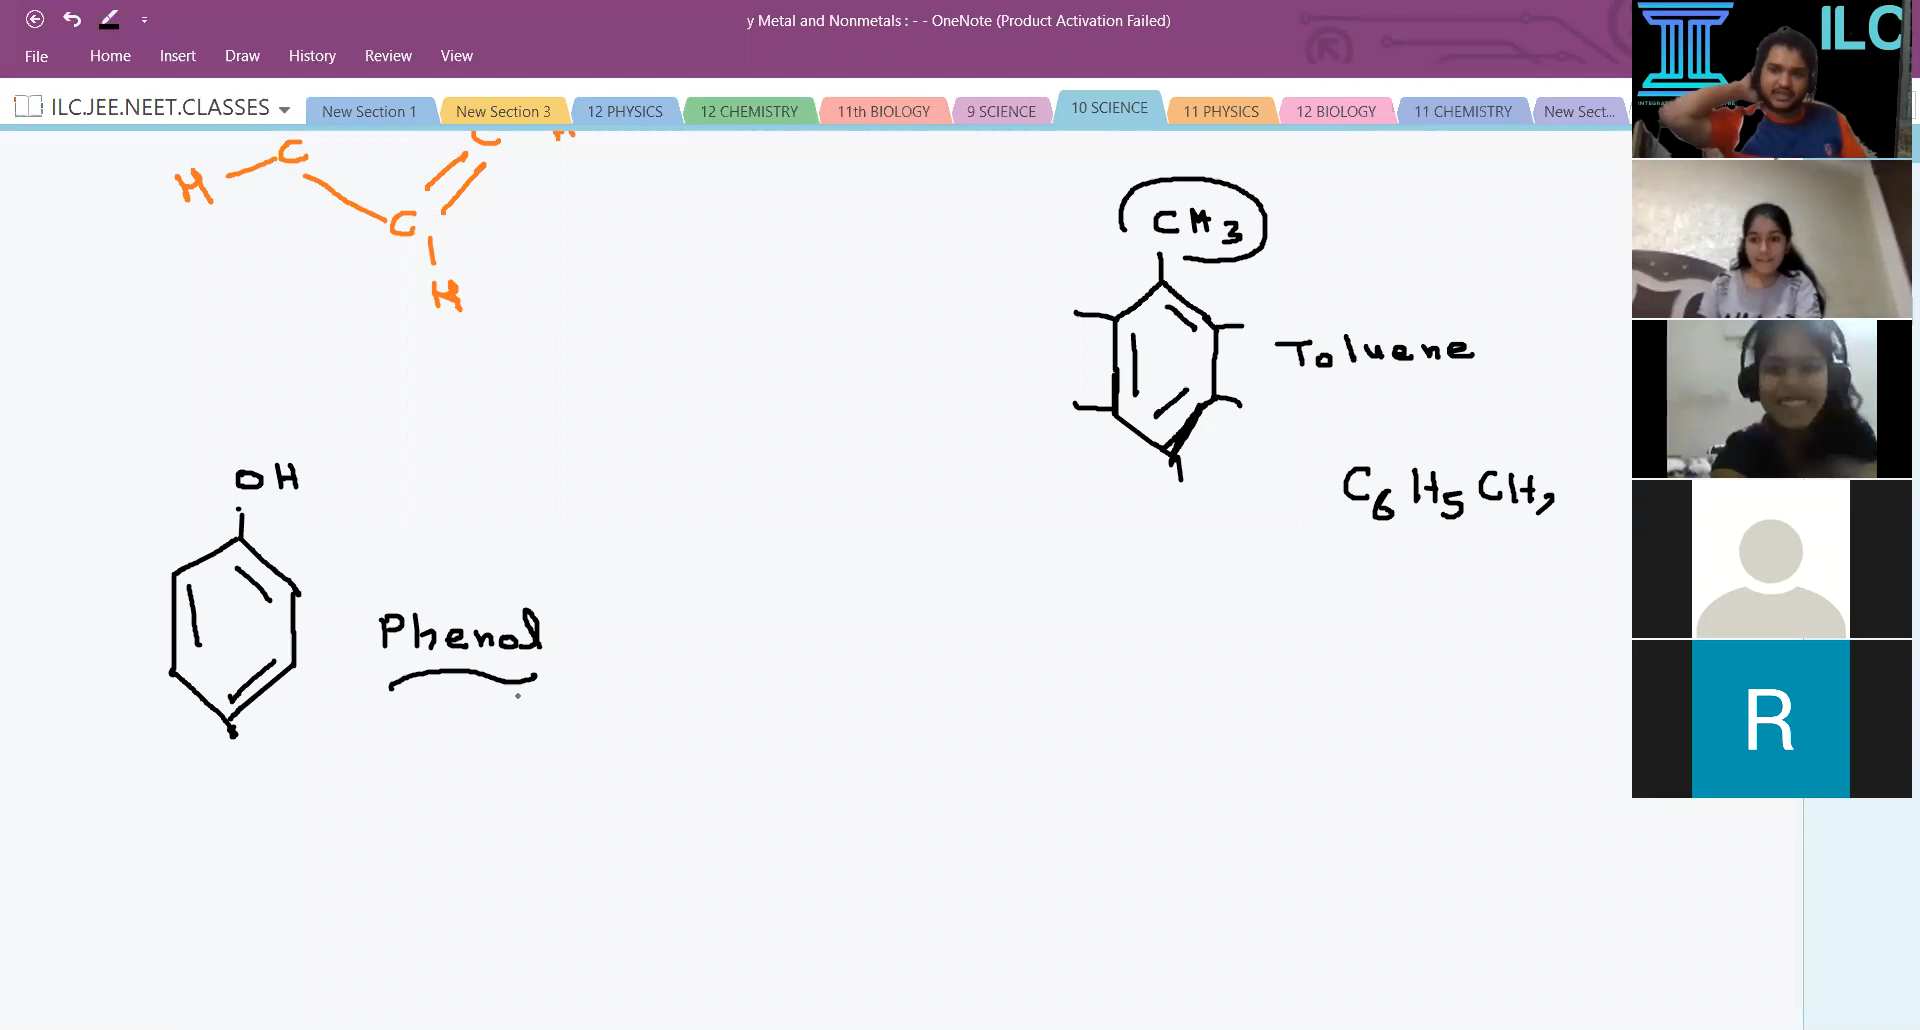 y Metal and Nonmetals : - - OneNote (Product Activation Failed)
File Home Insert Draw History Review View
ILC.JEE.NEET.CLASSES
New Section 1 New Section 3 12 PHYSICS 12 CHEMISTRY 11th BIOLOGY 9 SCIENCE 10 SCIENCE 11 PHYSICS 12 BIOLOGY 11 CHEMISTRY New Sect...
ILC
C C H
H
C
H
CH3
Toluene
C6H5CH,
OH
Phenol
R